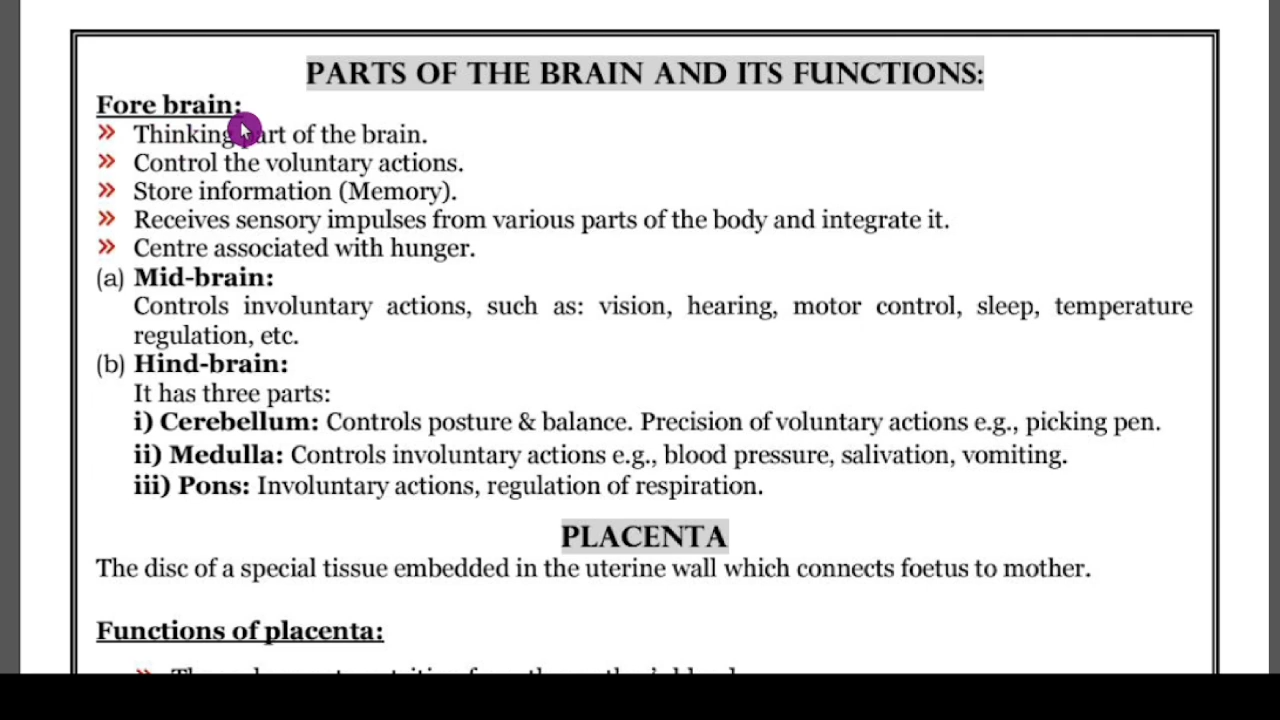 PARTS OF THE BRAIN AND ITS FUNCTIONS:
Fore brain:
» Thinking part of the brain.
» Control the voluntary actions.
» Store information (Memory).
» Receives sensory impulses from various parts of the body and integrate it.
» Centre associated with hunger.
(a) Mid-brain:
Controls involuntary actions, such as: vision, hearing, motor control, sleep, temperature
regulation, etc.
(b) Hind-brain:
It has three parts:
i) Cerebellum: Controls posture & balance. Precision of voluntary actions e.g., picking pen.
ii) Medulla: Controls involuntary actions e.g., blood pressure, salivation, vomiting.
iii) Pons: Involuntary actions, regulation of respiration.
PLACENTA
The disc of a special tissue embedded in the uterine wall which connects foetus to mother.
Functions of placenta: